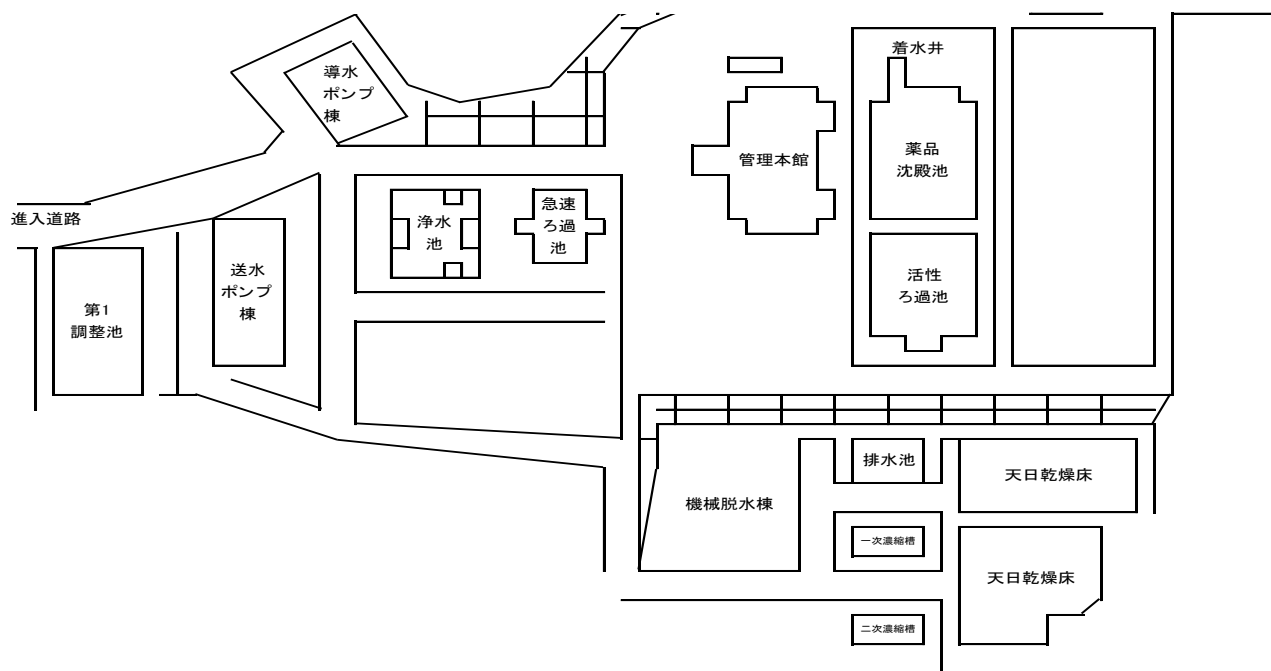 着水井
導水
ポンプ
棟
管理本館
薬品
沈殿池
進入道路
浄水
池
急速
ろ過
池
送水
ポンプ
棟
第1
調整池
活性
ろ過池
機械脱水棟
排水池
天日乾燥床
一次濃縮槽
天日乾燥床
二次濃縮槽